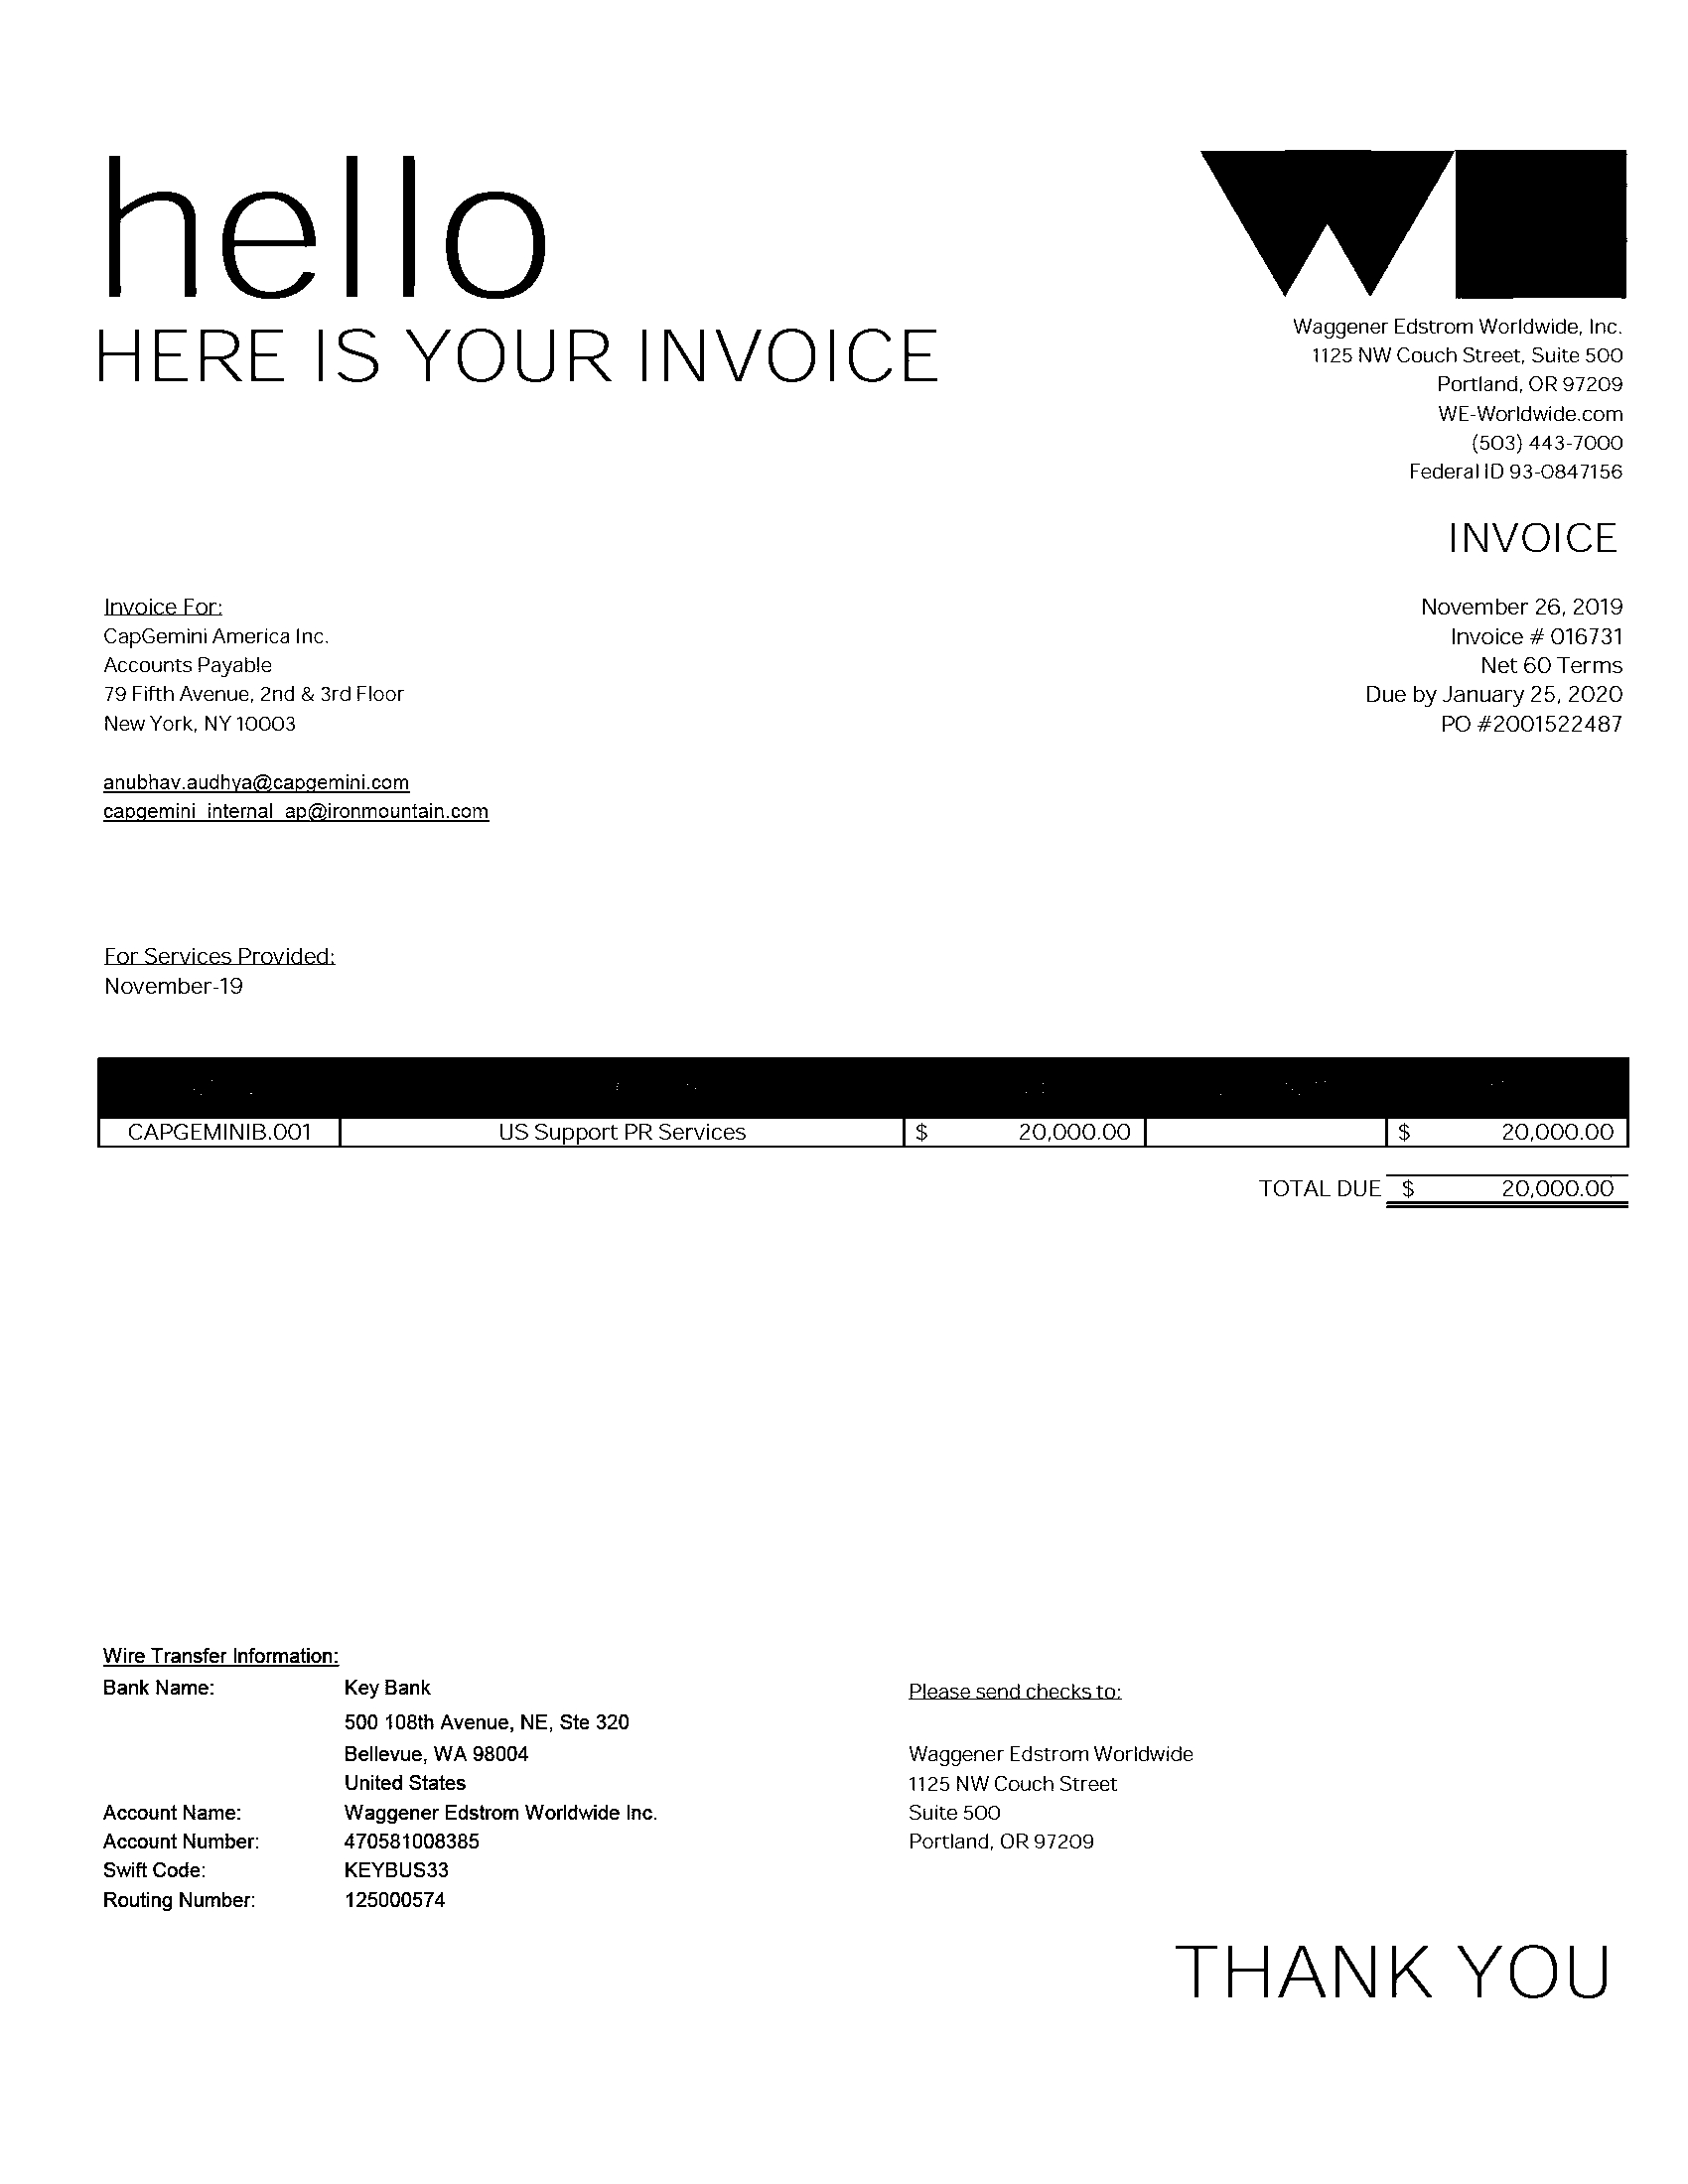 hello
HERE IS YOUR INVOICE
Waggener Edstrom Worldwide, Inc.
1125 NW Couch Street, Suite 500
Portland, OR 97209
WE-Worldwide.com
(503) 443-7000
Federal ID 93-0847156
INVOICE
Invoice For:
CapGemini America Inc.
Accounts Payable
79 Fifth Avenue, 2nd & 3rd Floor
New York, NY 10003
November 26, 2019
Invoice # 016731
Net 60 Terms
Due by January 25, 2020
PO #2001522487
anubhav.audhya@capgemini.com
capgemini_internal_ap@ironmountain.com
For Services Provided:
November-19
CAPGEMINIB.001 US Support PR Services $ 20,000.00 $ 20,000.00
TOTAL DUE $ 20,000.00
Wire Transfer Information:
Bank Name: Key Bank
500 108th Avenue, NE, Ste 320
Bellevue, WA 98004
United States
Account Name: Waggener Edstrom Worldwide Inc.
Account Number: 470581008385
Swift Code: KEYBUS33
Routing Number: 125000574
Please send checks to:
Waggener Edstrom Worldwide
1125 NW Couch Street
Suite 500
Portland, OR 97209
THANK YOU